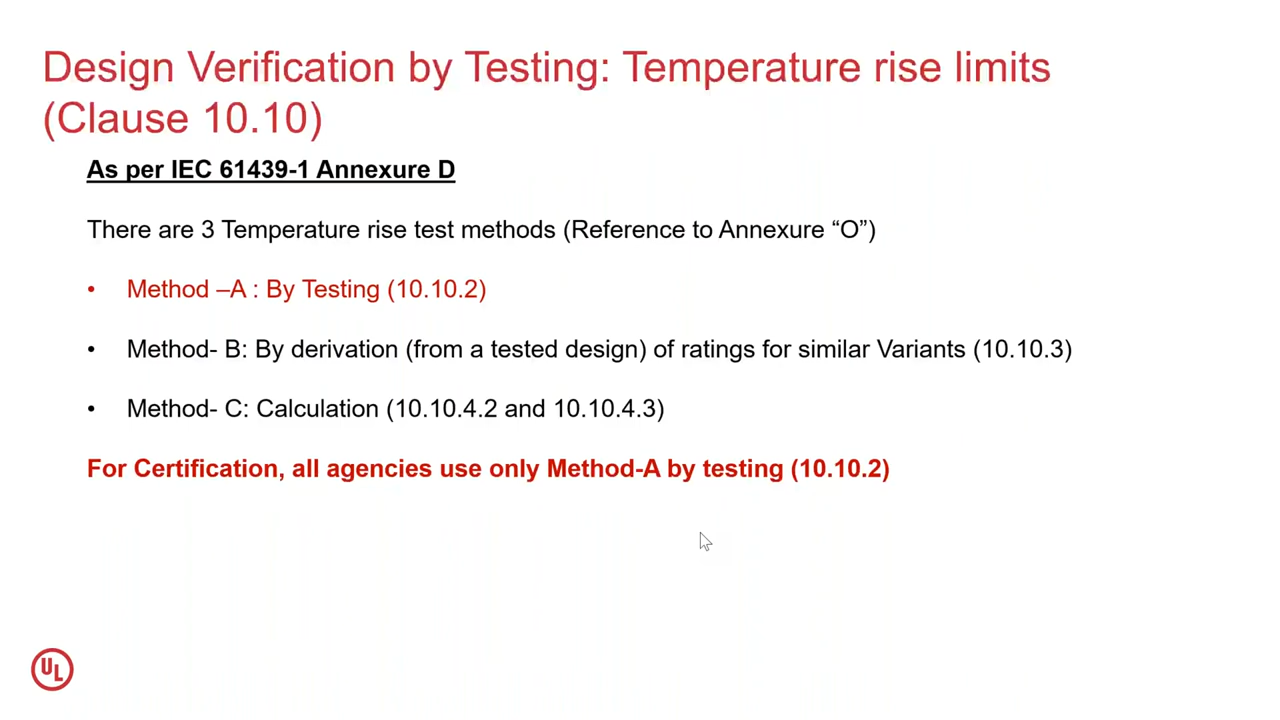 Design Verification by Testing: Temperature rise limits
(Clause 10.10)
As per IEC 61439-1 Annexure D
There are 3 Temperature rise test methods (Reference to Annexure “O”)
• Method –A : By Testing (10.10.2)
• Method- B: By derivation (from a tested design) of ratings for similar Variants (10.10.3)
• Method- C: Calculation (10.10.4.2 and 10.10.4.3)
For Certification, all agencies use only Method-A by testing (10.10.2)
UL